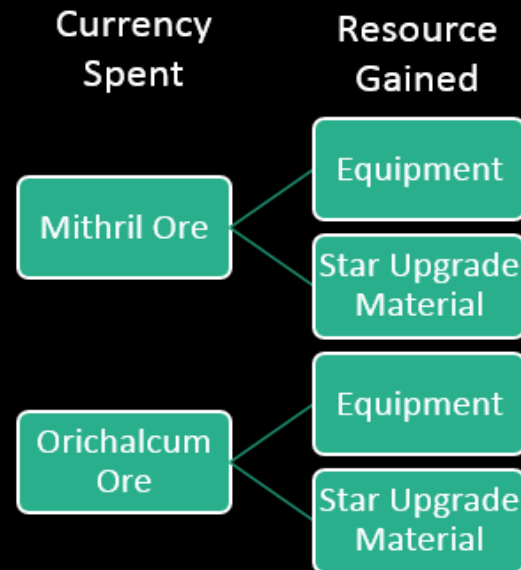 Currency
Spent
Resource
Gained
Mithril Ore
Equipment
Star Upgrade
Material
Orichalcum
Ore
Equipment
Star Upgrade
Material